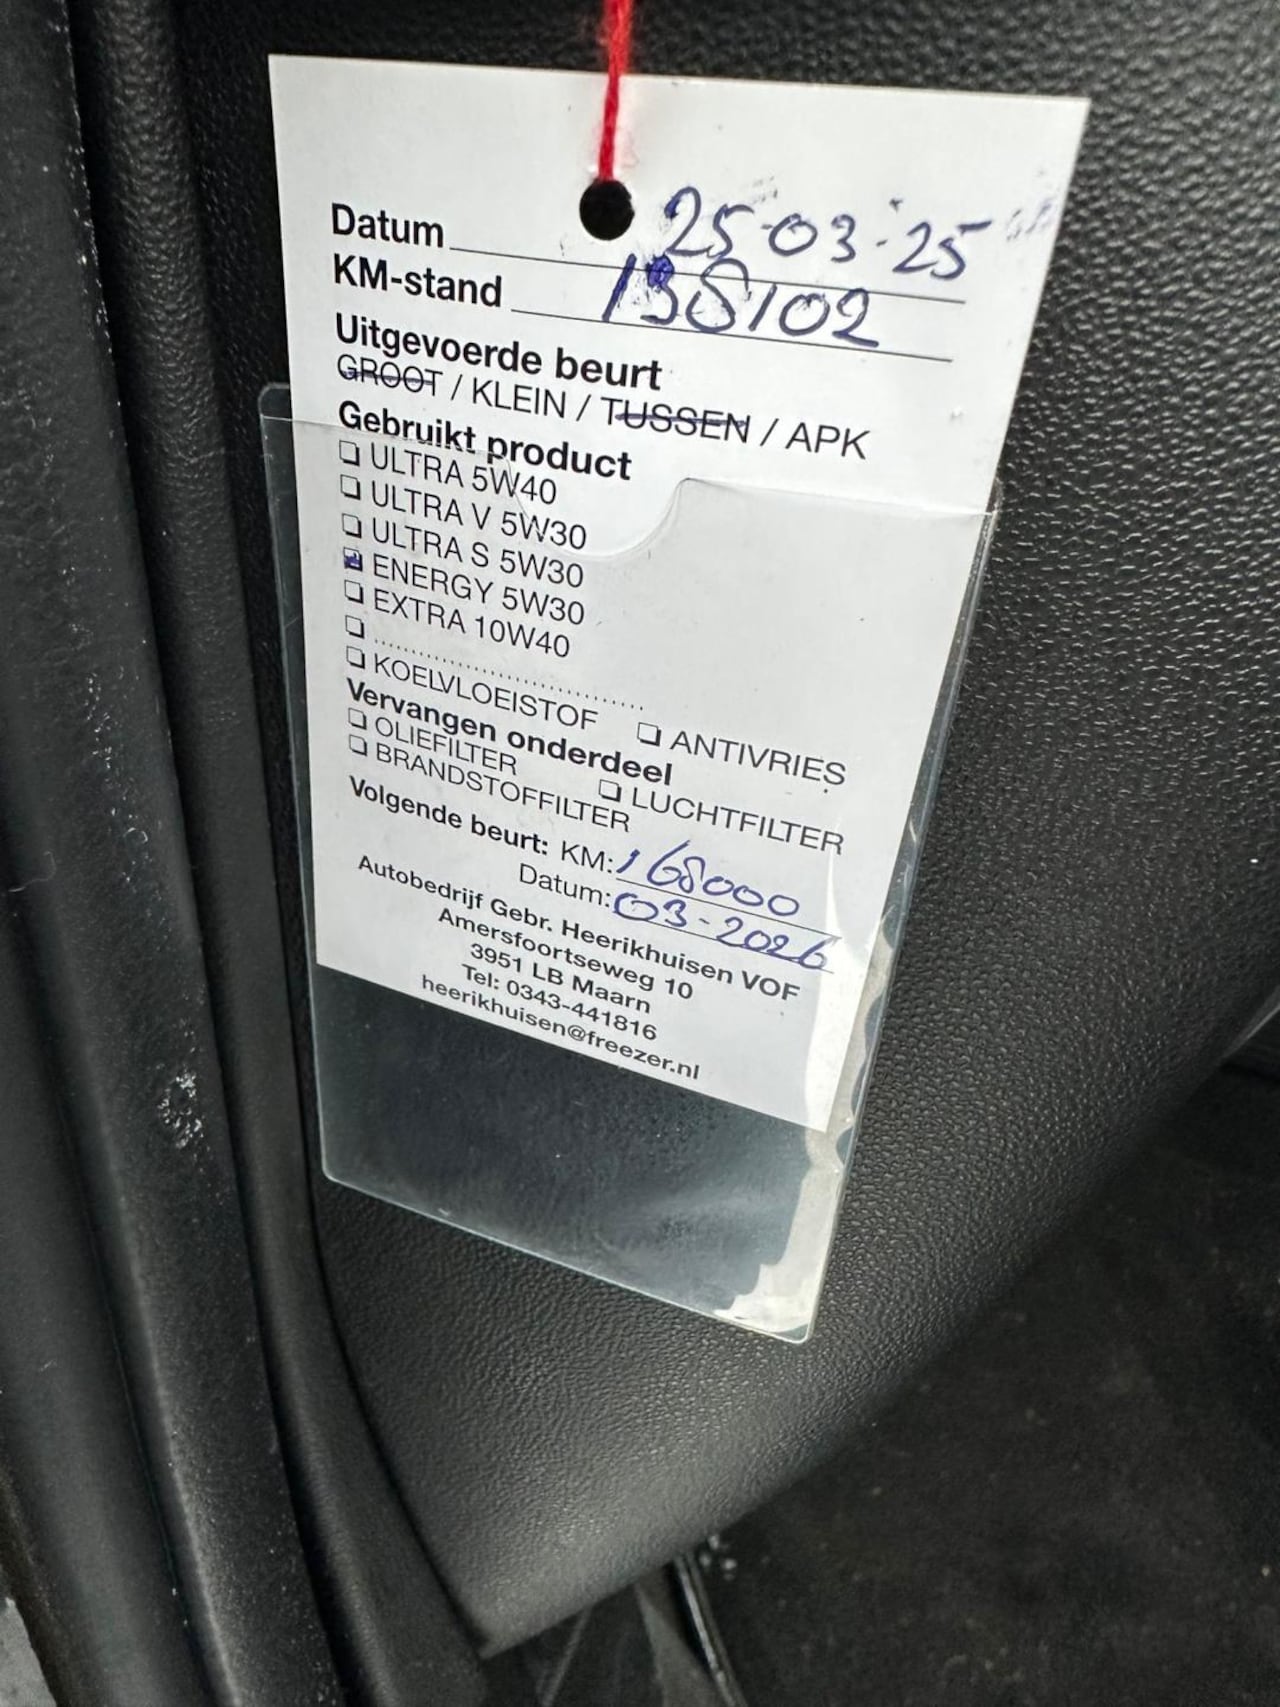 Datum 25-03-25
KM-stand 138102
Uitgevoerde beurt
GROOT / KLEIN / TUSSEN / APK
Gebruikt product
❏ ULTRA 5W40
❏ ULTRA V 5W30
❏ ULTRA S 5W30
❏ ENERGY 5W30
❏ EXTRA 10W40
❏ ........................................
❏ KOELVLOEISTOF ❏ ANTIVRIES
Vervangen onderdeel
❏ OLIEFILTER ❏ LUCHTFILTER
❏ BRANDSTOFFILTER
Volgende beurt: KM: 168000
Datum: 03-2026
Autobedrijf Gebr. Heerikhuisen VOF
Amersfoortseweg 10
3951 LB Maarn
Tel: 0343-441816
heerikhuisen@freezer.nl